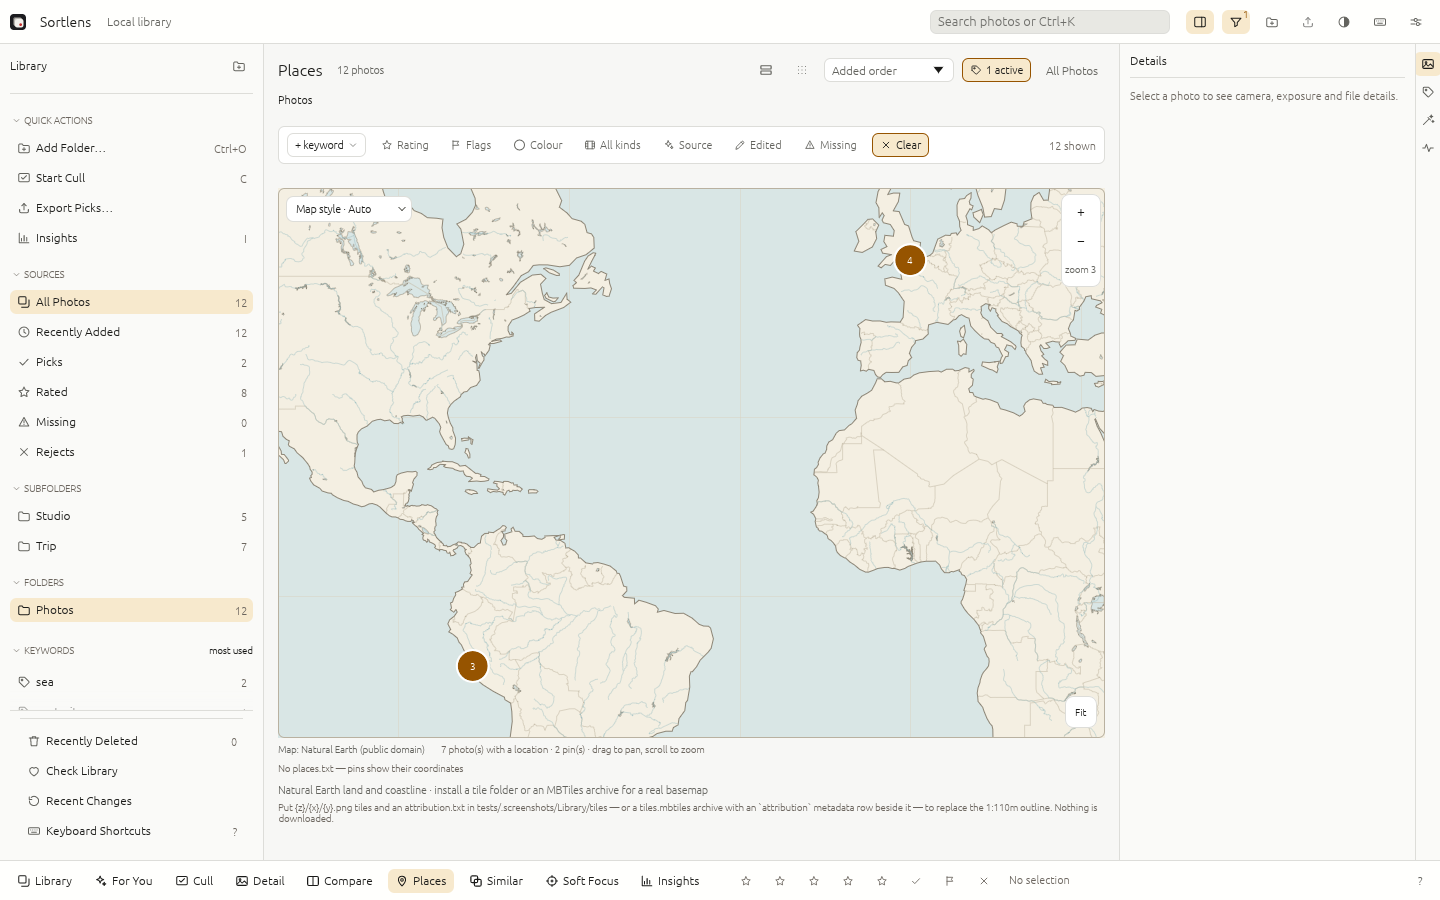 Sortlens
Local library
Search photos or Ctrl+K
1
Library
QUICK ACTIONS
Add Folder…
Ctrl+O
Start Cull
C
Export Picks…
Insights
I
SOURCES
All Photos
12
Recently Added
12
Picks
2
Rated
8
Missing
0
Rejects
1
SUBFOLDERS
Studio
5
Trip
7
FOLDERS
Photos
12
KEYWORDS
most used
sea
2
Recently Deleted
0
Check Library
Recent Changes
Keyboard Shortcuts
?
Places
12 photos
Added order
1 active
All Photos
Photos
+ keyword
Rating
Flags
Colour
All kinds
Source
Edited
Missing
Clear
12 shown
Map style · Auto
+
−
zoom 3
4
3
Fit
Map: Natural Earth (public domain)
7 photo(s) with a location · 2 pin(s) · drag to pan, scroll to zoom
No places.txt — pins show their coordinates
Natural Earth land and coastline · install a tile folder or an MBTiles archive for a real basemap
Put {z}/{x}/{y}.png tiles and an attribution.txt in tests/.screenshots/Library/tiles — or a tiles.mbtiles archive with an `attribution` metadata row beside it — to replace the 1:110m outline. Nothing is
downloaded.
Details
Select a photo to see camera, exposure and file details.
Library
For You
Cull
Detail
Compare
Places
Similar
Soft Focus
Insights
No selection
?